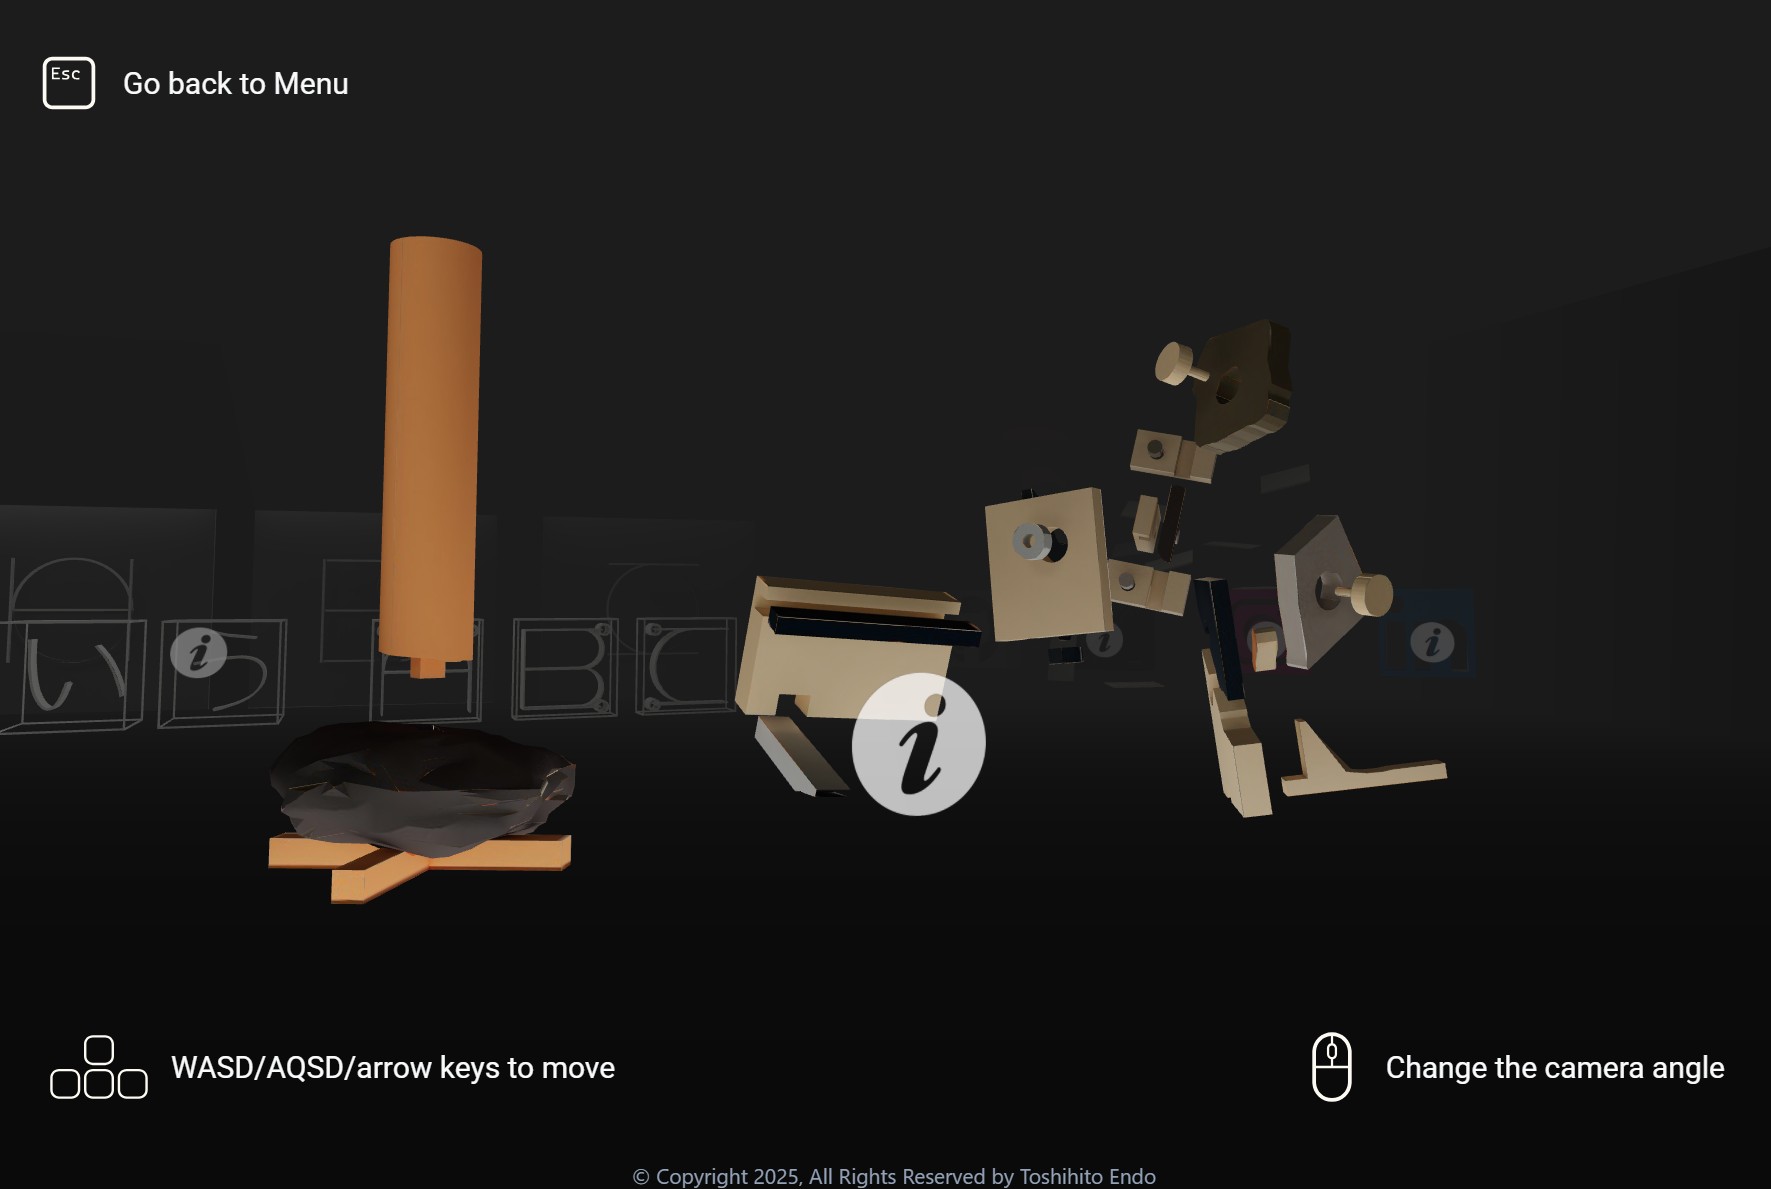 Esc
Go back to Menu
い
S
A
B
C
i
i
i
i
i
WASD/AQSD/arrow keys to move
Change the camera angle
© Copyright 2025, All Rights Reserved by Toshihito Endo